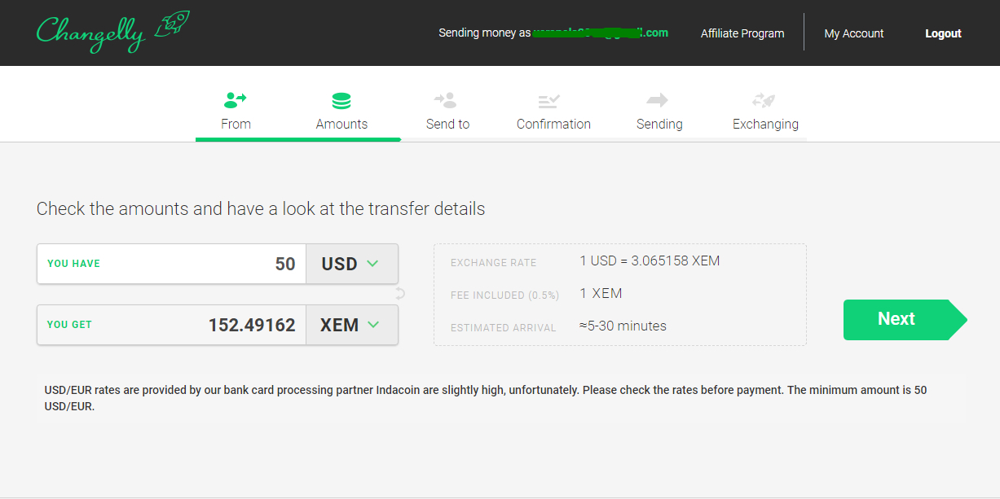 Changelly
Sending money as .com
Affiliate Program
My Account
Logout
From
Amounts
Send to
Confirmation
Sending
Exchanging
Check the amounts and have a look at the transfer details
YOU HAVE 50 USD
YOU GET 152.49162 XEM
EXCHANGE RATE 1 USD = 3.065158 XEM
FEE INCLUDED (0.5%) 1 XEM
ESTIMATED ARRIVAL ≈5-30 minutes
Next
USD/EUR rates are provided by our bank card processing partner Indacoin are slightly high, unfortunately. Please check the rates before payment. The minimum amount is 50
USD/EUR.